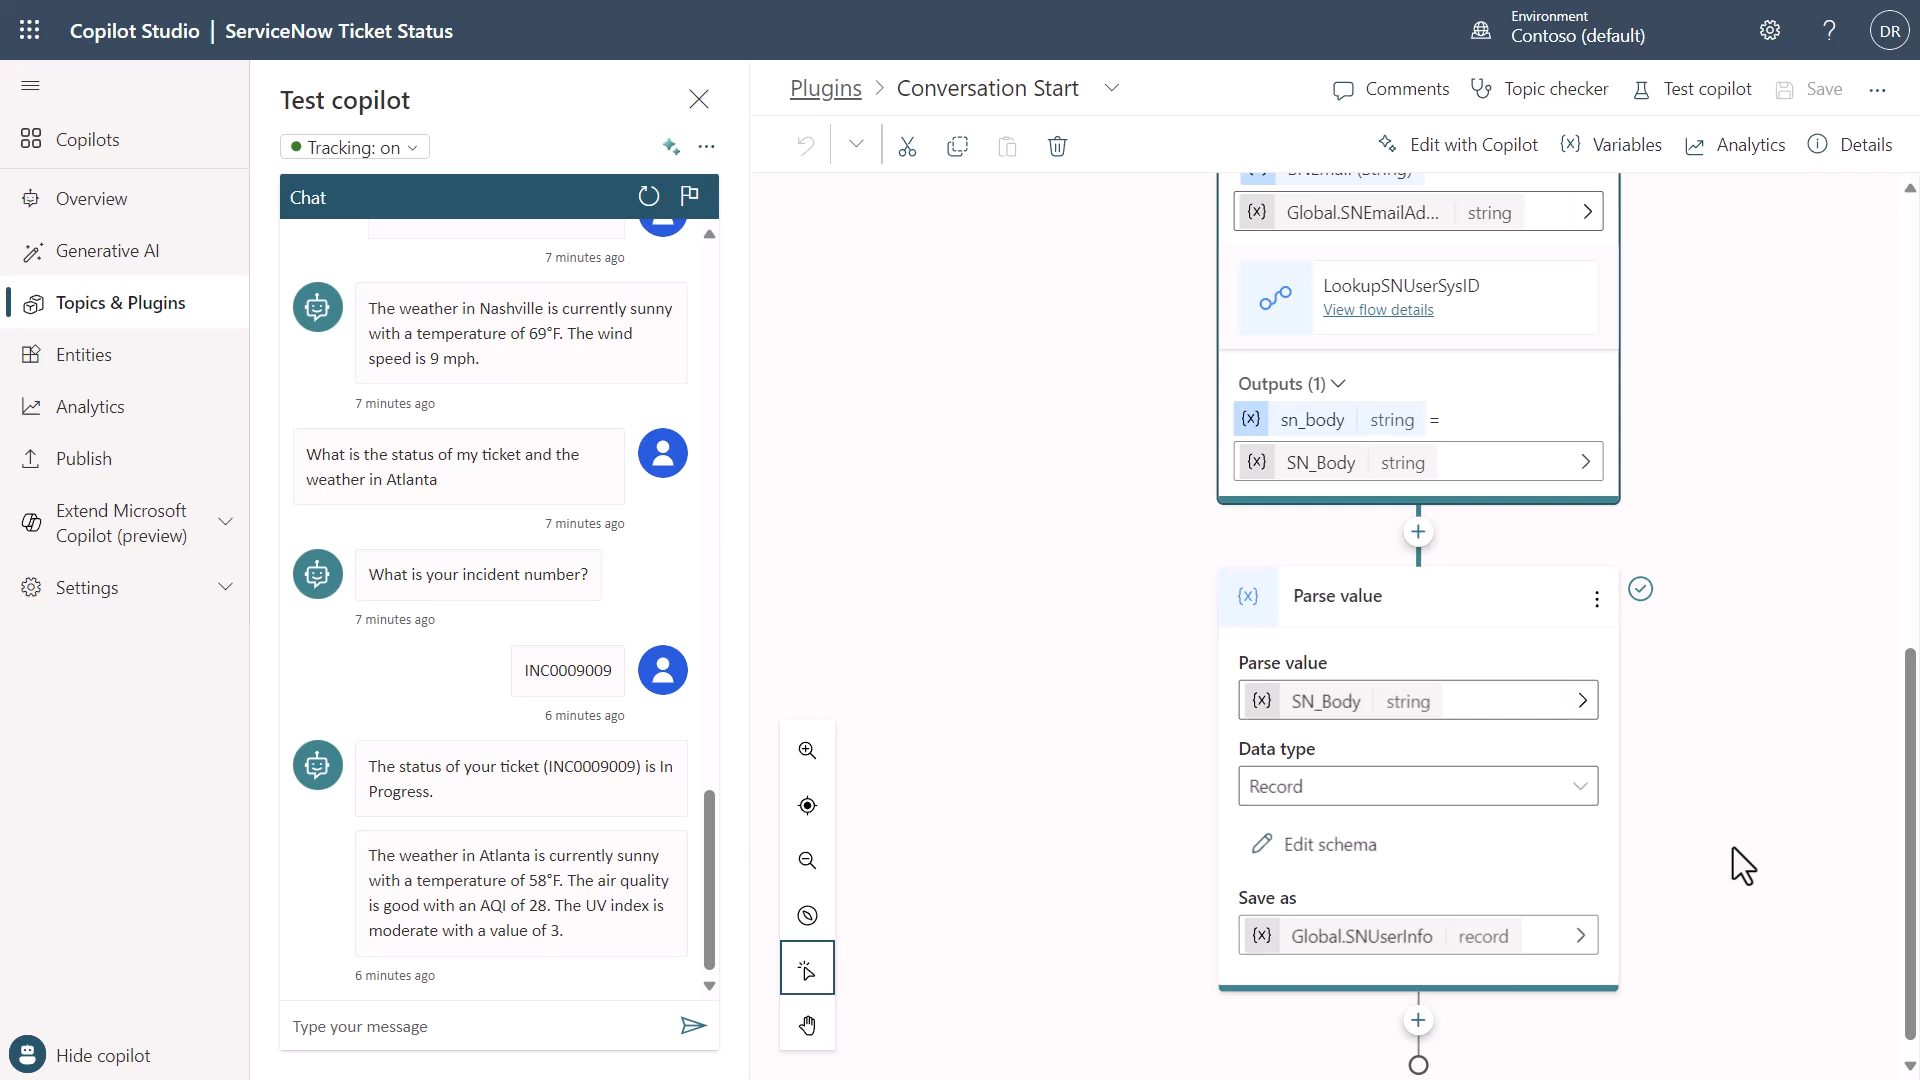 Copilot Studio | ServiceNow Ticket Status
Environment
Contoso (default)
DR
Copilots
Overview
Generative AI
Topics & Plugins
Entities
Analytics
Publish
Extend Microsoft
Copilot (preview)
Settings
Hide copilot
Test copilot
Tracking: on
Chat
7 minutes ago
The weather in Nashville is currently sunny
with a temperature of 69°F. The wind
speed is 9 mph.
7 minutes ago
What is the status of my ticket and the
weather in Atlanta
7 minutes ago
What is your incident number?
7 minutes ago
INC0009009
6 minutes ago
The status of your ticket (INC0009009) is In
Progress.
The weather in Atlanta is currently sunny
with a temperature of 58°F. The air quality
is good with an AQI of 28. The UV index is
moderate with a value of 3.
6 minutes ago
Type your message
Plugins > Conversation Start
Comments
Topic checker
Test copilot
Save
Edit with Copilot
{x} Variables
Analytics
Details
SNEmail (String)
{x} Global.SNEmailAd... string
LookupSNUserSysID
View flow details
Outputs (1)
{x} sn_body string =
{x} SN_Body string
{x} Parse value
Parse value
{x} SN_Body string
Data type
Record
Edit schema
Save as
{x} Global.SNUserInfo record